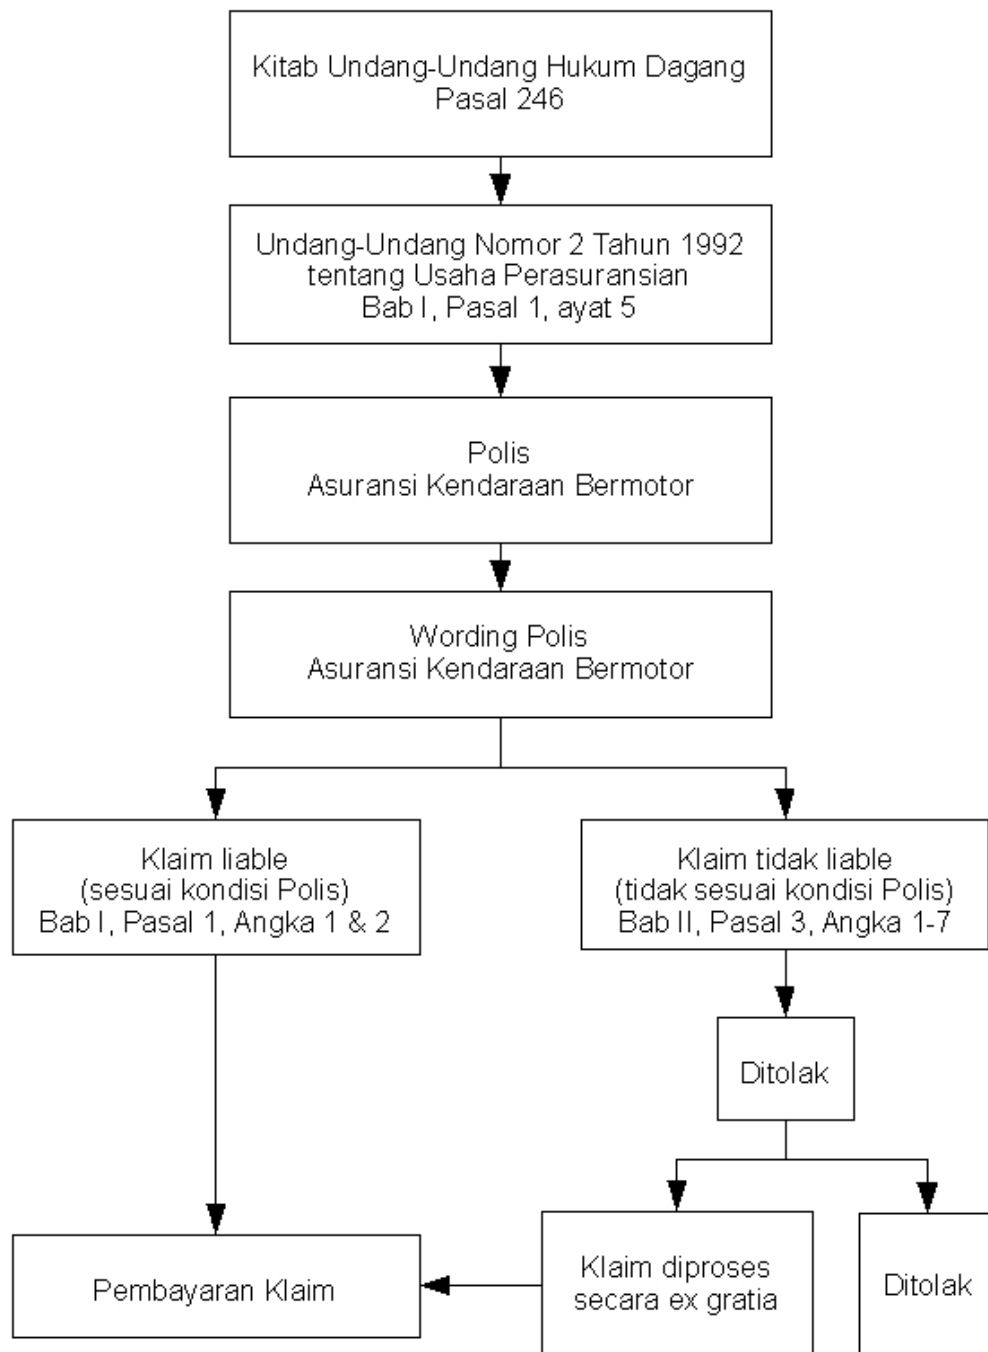 Kitab Undang-Undang Hukum Dagang
Pasal 246
Undang-Undang Nomor 2 Tahun 1992
tentang Usaha Perasuransian
Bab I, Pasal 1, ayat 5
Polis
Asuransi Kendaraan Bermotor
Wording Polis
Asuransi Kendaraan Bermotor
Klaim liable
(sesuai kondisi Polis)
Bab I, Pasal 1, Angka 1 & 2
Klaim tidak liable
(tidak sesuai kondisi Polis)
Bab II, Pasal 3, Angka 1-7
Ditolak
Pembayaran Klaim
Klaim diproses
secara ex gratia
Ditolak